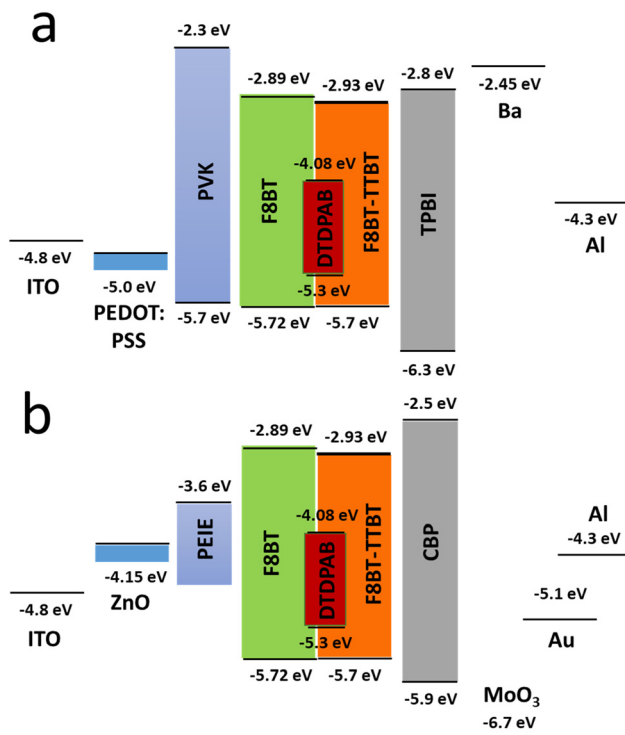 a
-2.3 eV
-2.89 eV
-2.93 eV
-2.8 eV
-2.45 eV
Ba
-4.08 eV
PVK
F8BT
DTDPAB
F8BT-TTBT
TPBI
-4.3 eV
Al
-4.8 eV
ITO
-5.0 eV
PEDOT:
PSS
-5.7 eV
-5.3 eV
-5.72 eV
-5.7 eV
-6.3 eV
b
-2.5 eV
-2.89 eV
-2.93 eV
-3.6 eV
PEIE
F8BT
-4.08 eV
DTDPAB
F8BT-TTBT
CBP
Al
-4.3 eV
-4.15 eV
ZnO
-4.8 eV
ITO
-5.1 eV
Au
-5.3 eV
-5.72 eV
-5.7 eV
-5.9 eV
MoO₃
-6.7 eV